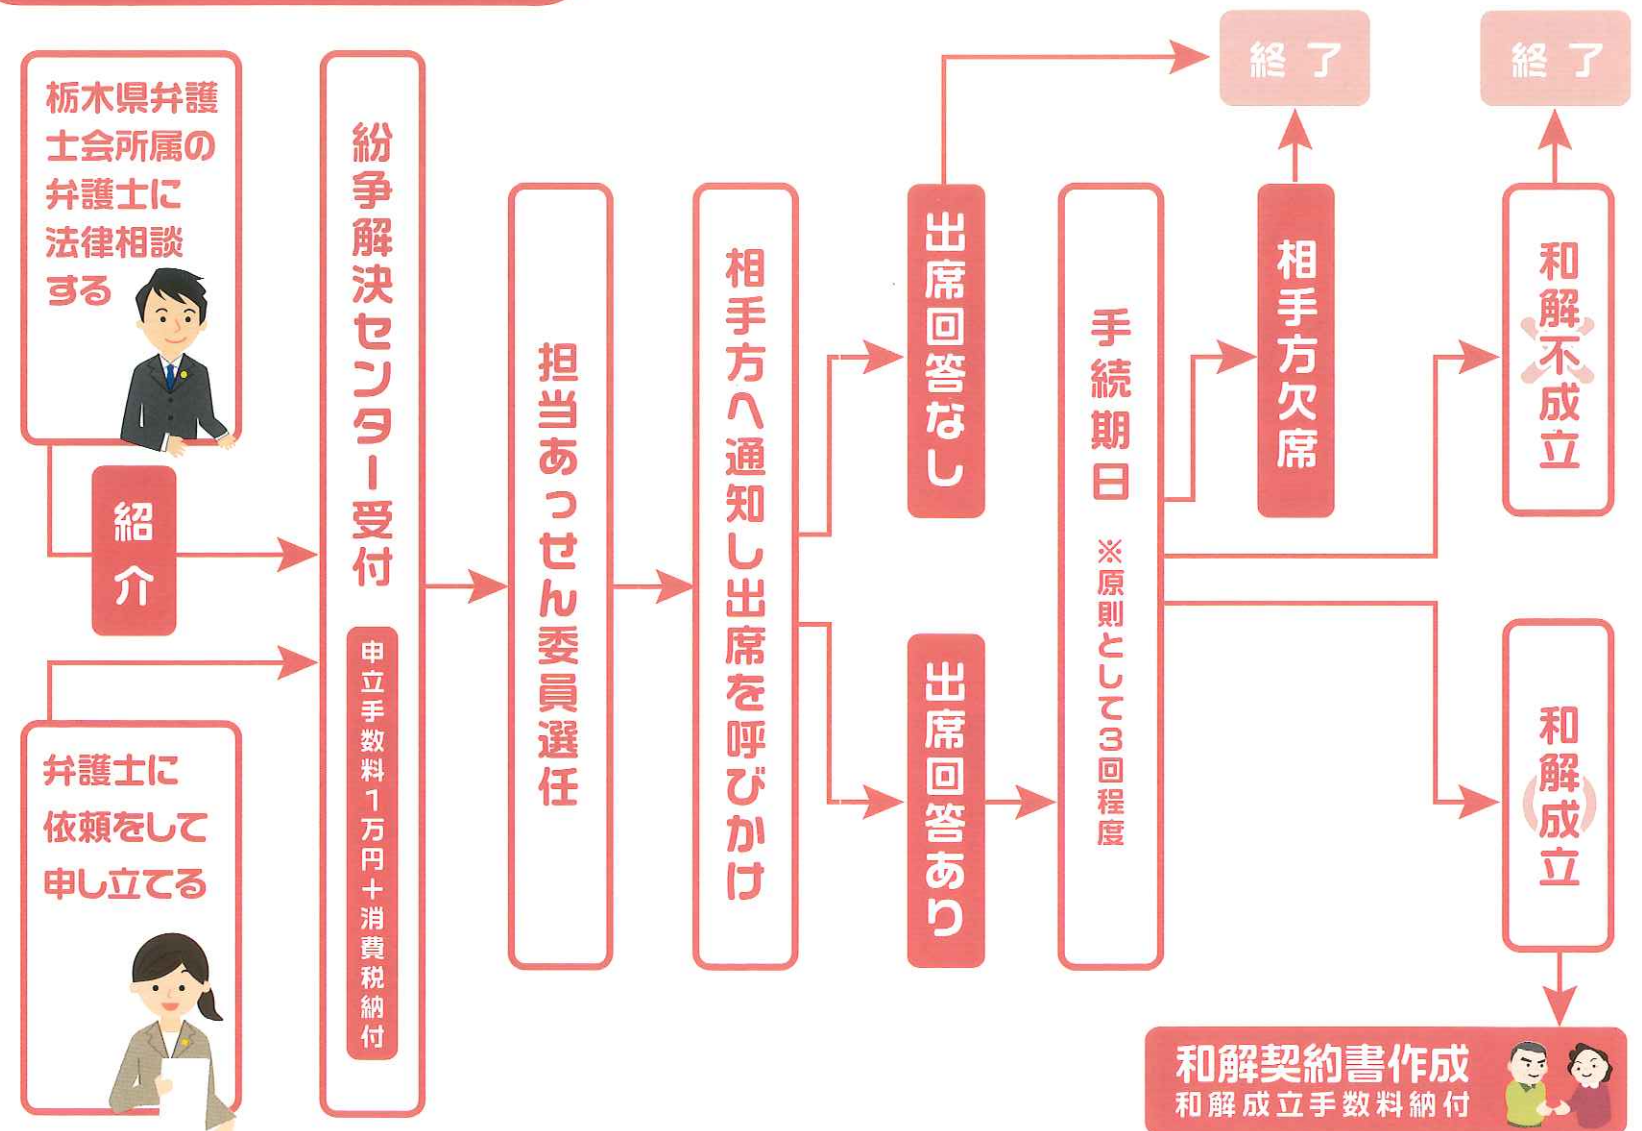 栃木県弁護
士会所属の
弁護士に
法律相談
する
紹介
弁護士に
依頼をして
申し立てる
紛争解決センター受付
申立手数料1万円+消費税納付
担当あっせん委員選任
相手方へ通知し出席を呼びかけ
出席回答なし
出席回答あり
手続期日 ※原則として3回程度
終了
相手方欠席
終了
和解不成立
和解成立
和解契約書作成
和解成立手数料納付